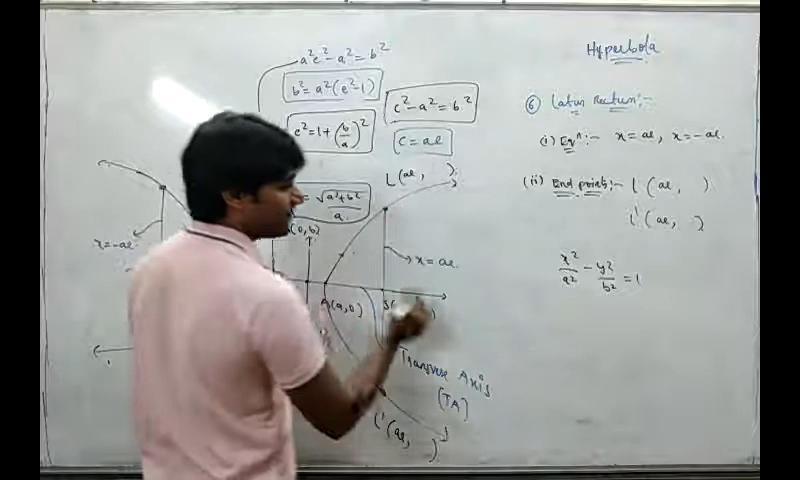 Hyperbola
a²e² - a² = b²
b² = a²(e² - 1)
e² = 1 + (b/a)²
c² - a² = b²
c = ae
= √(a² + b²) / a
(0, b)
L(ae, )
x = -ae
x = ae
A(a, 0)
S(
Transverse Axis
(TA)
L'(ae, )
⑥ Latus Rectum:-
(i) Eqⁿ:- x = ae, x = -ae
(ii) End points:- L (ae, )
L' (ae, )
x²/a² - y²/b² = 1